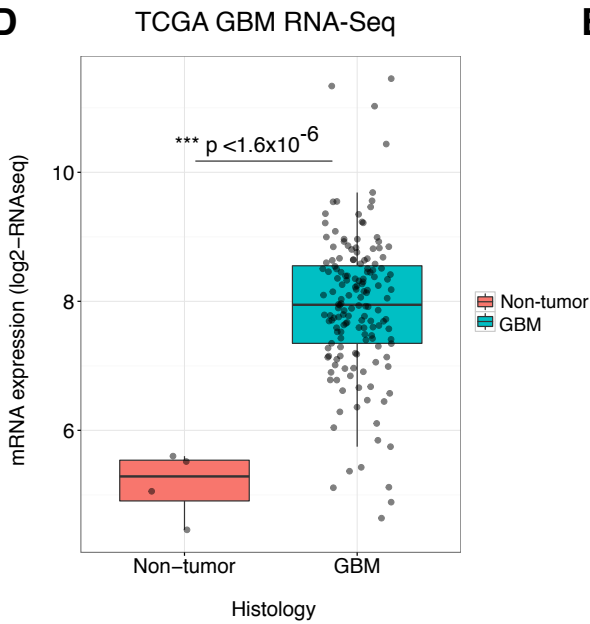 D
TCGA GBM RNA-Seq
*** p <1.6x10-6
mRNA expression (log2−RNAseq)
10
8
6
Non-tumor
GBM
Non−tumor
GBM
Histology